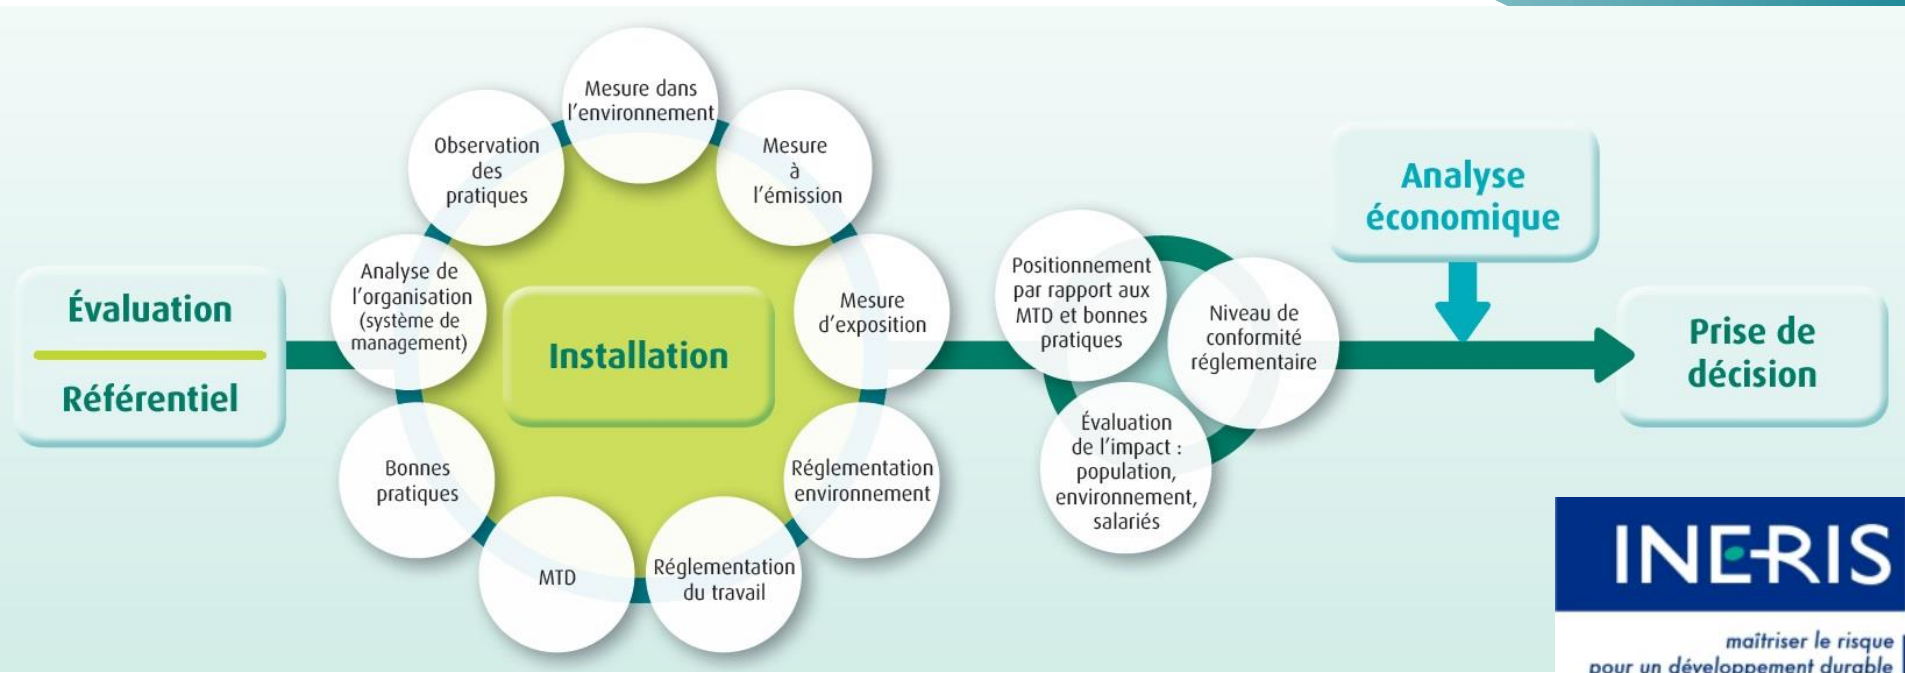 Évaluation
Référentiel
Analyse de
l'organisation
(système de
management)
Observation
des
pratiques
Mesure dans
l'environnement
Mesure
à
l'émission
Mesure
d'exposition
Installation
Bonnes
pratiques
MTD
Réglementation
du travail
Réglementation
environnement
Positionnement
par rapport aux
MTD et bonnes
pratiques
Niveau de
conformité
réglementaire
Évaluation
de l'impact :
population,
environnement,
salariés
Analyse
économique
Prise de
décision
INERIS
maîtriser le risque
pour un développement durable